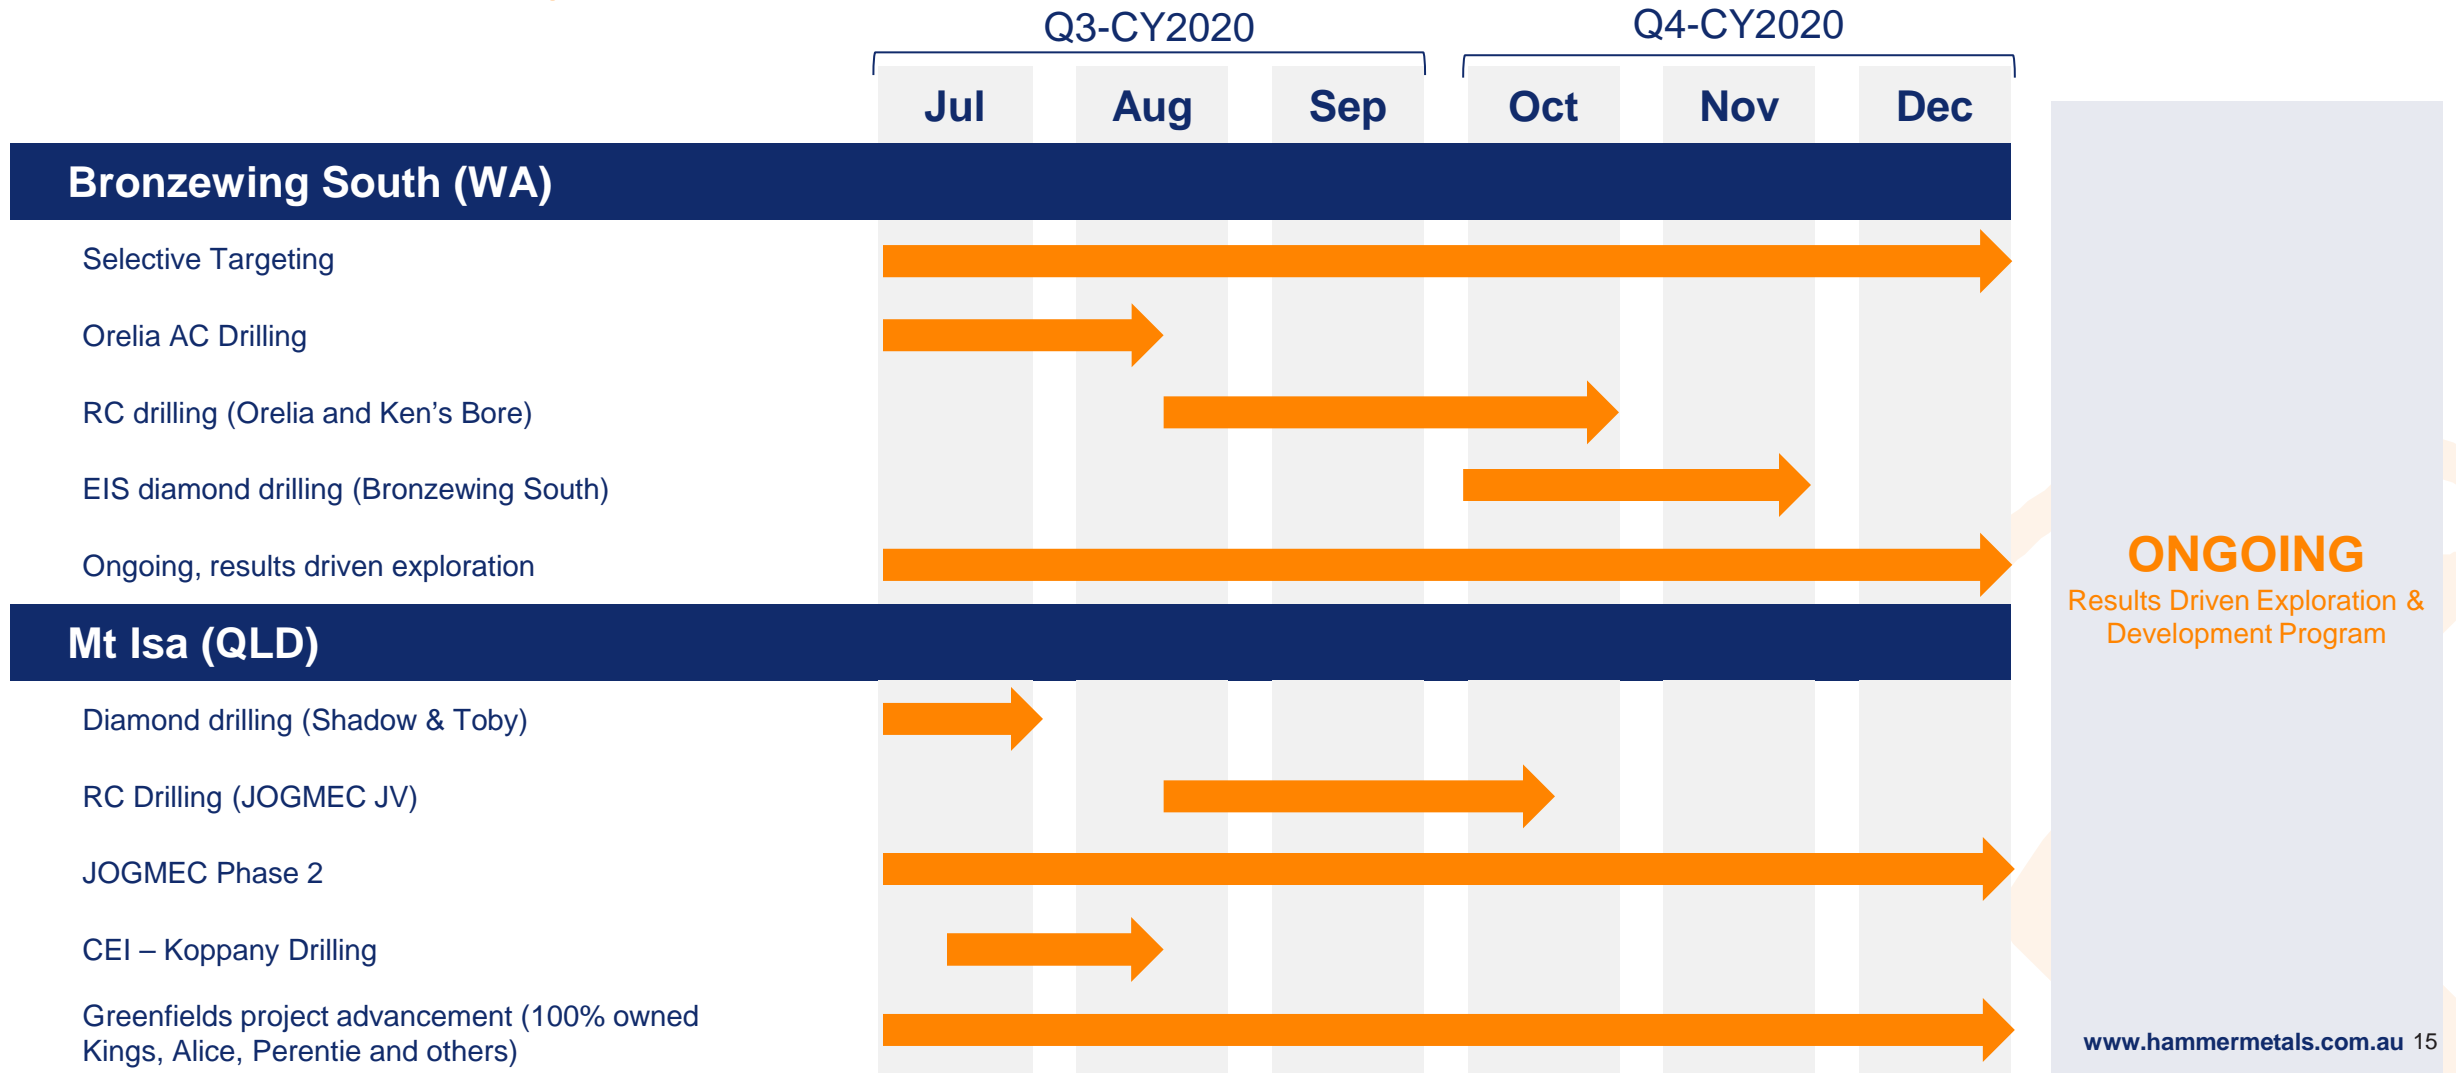 Q3-CY2020
Q4-CY2020
Jul
Aug
Sep
Oct
Nov
Dec
Bronzewing South (WA)
Selective Targeting
Orelia AC Drilling
RC drilling (Orelia and Ken’s Bore)
EIS diamond drilling (Bronzewing South)
Ongoing, results driven exploration
Mt Isa (QLD)
Diamond drilling (Shadow & Toby)
RC Drilling (JOGMEC JV)
JOGMEC Phase 2
CEI – Koppany Drilling
Greenfields project advancement (100% owned
Kings, Alice, Perentie and others)
ONGOING
Results Driven Exploration &
Development Program
www.hammermetals.com.au 15